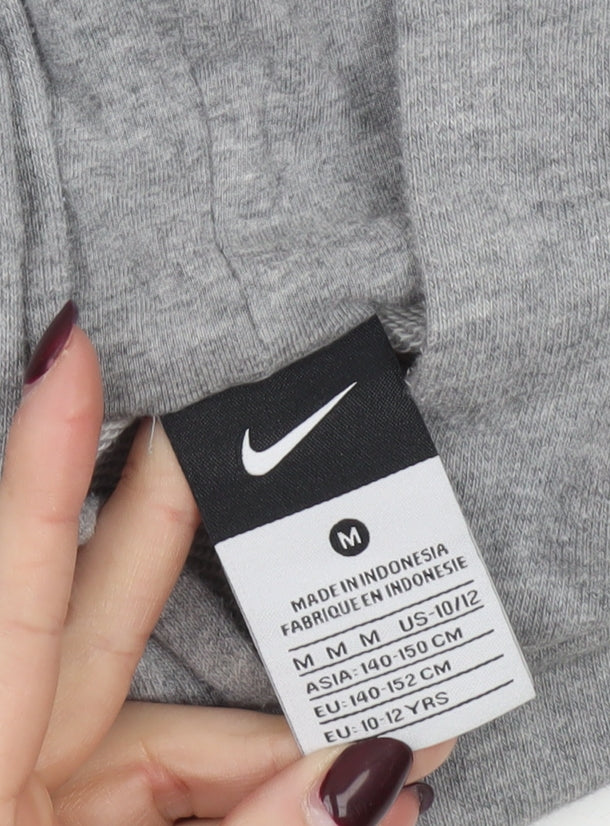 M
MADE IN INDONESIA
FABRIQUE EN INDONESIE
M M M US-10/12
ASIA: 140-150 CM
EU: 140-152 CM
EU: 10-12 YRS